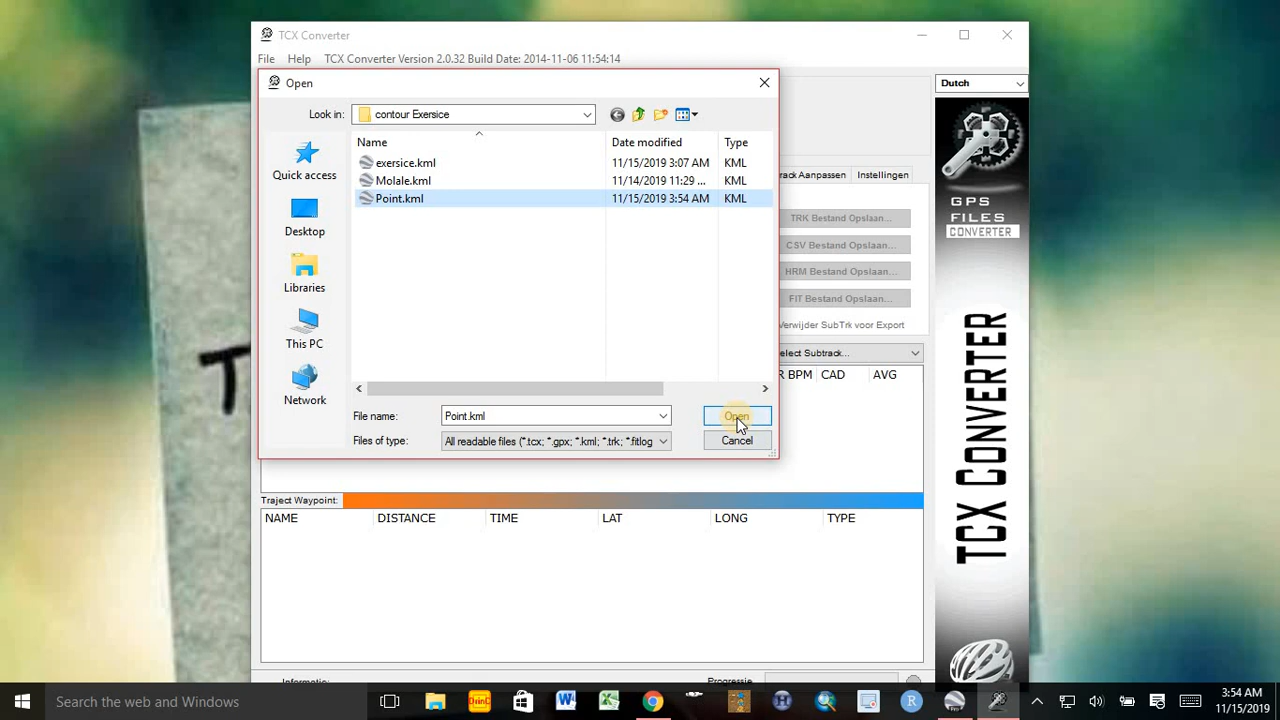 TCX Converter
File Help TCX Converter Version 2.0.32 Build Date: 2014-11-06 11:54:14
Open
Dutch
Look in: contour Exersice
Name Date modified Type
exersice.kml 11/15/2019 3:07 AM KML
Molale.kml 11/14/2019 11:29 ... KML
Point.kml 11/15/2019 3:54 AM KML
Quick access
Desktop
Libraries
This PC
Network
File name: Point.kml Open
Files of type: All readable files (*.tcx; *.gpx; *.kml; *.trk; *.fitlog Cancel
rack Aanpassen Instellingen
TRK Bestand Opslaan...
CSV Bestand Opslaan...
HRM Bestand Opslaan...
FIT Bestand Opslaan...
Verwijder SubTrk voor Export
elect Subtrack...
R BPM CAD AVG
GPS
FILES
CONVERTER
TCX CONVERTER
Traject Waypoint:
NAME DISTANCE TIME LAT LONG TYPE
Informatie: Progressie
T
Search the web and Windows
3:54 AM
11/15/2019